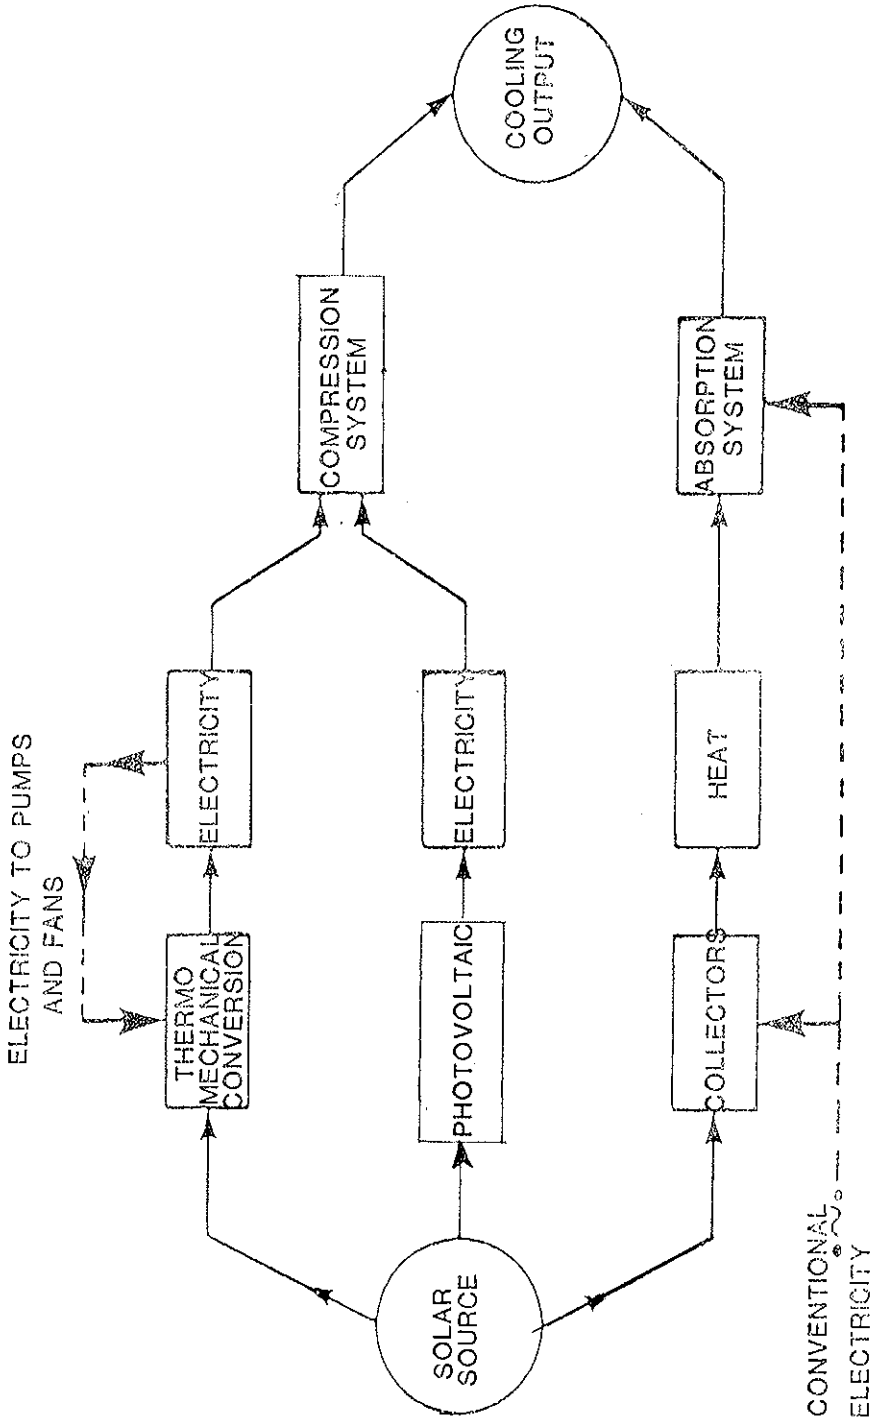 ELECTRICITY TO PUMPS
AND FANS
THERMO
MECHANICAL
CONVERSION
ELECTRICITY
COMPRESSION
SYSTEM
SOLAR
SOURCE
PHOTOVOLTAIC
ELECTRICITY
COOLING
OUTPUT
COLLECTORS
HEAT
ABSORPTION
SYSTEM
CONVENTIONAL
ELECTRICITY